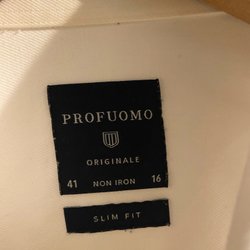 PROFUOMO
ORIGINALE
41 NON IRON 16
SLIM FIT